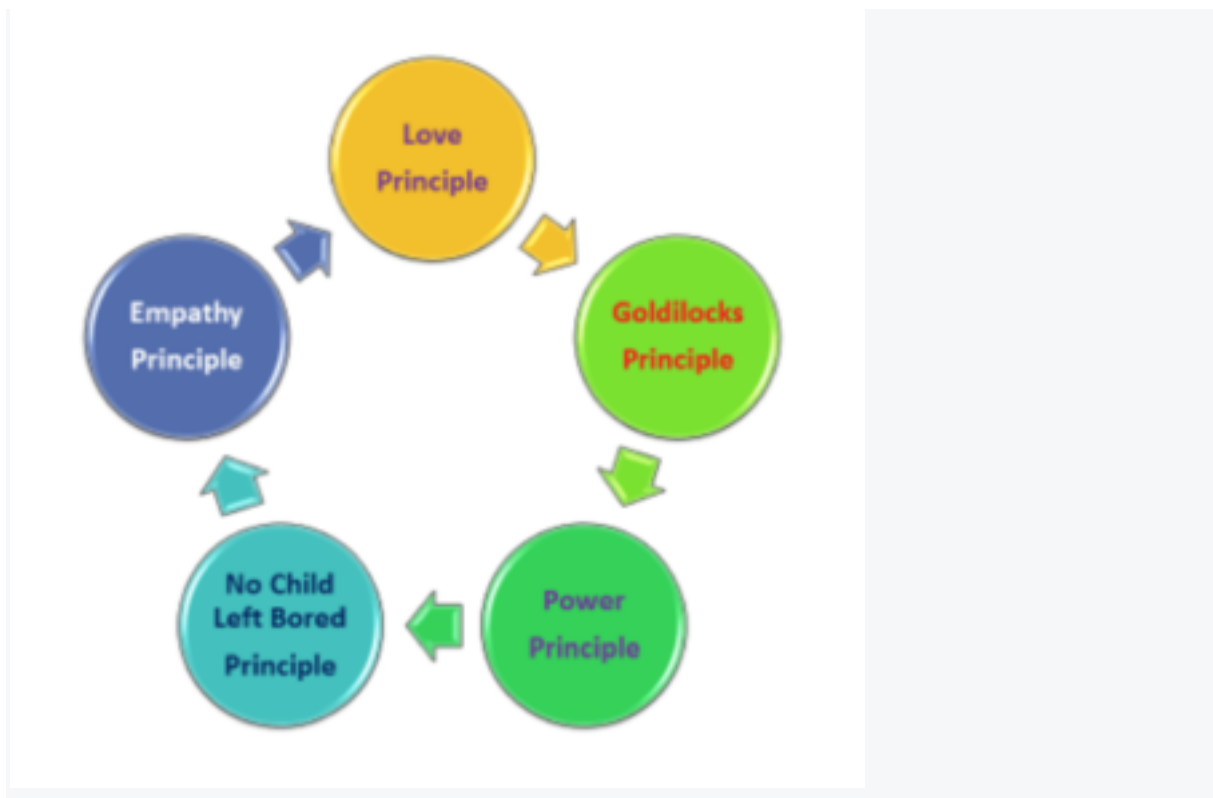 Love
Principle
Goldilocks
Principle
Power
Principle
No Child
Left Bored
Principle
Empathy
Principle